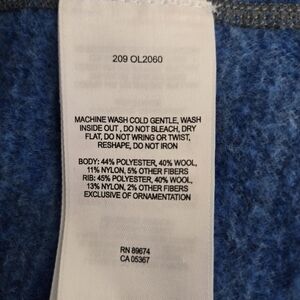 209 OL2060
MACHINE WASH COLD GENTLE, WASH
INSIDE OUT , DO NOT BLEACH, DRY
FLAT, DO NOT WRING OR TWIST,
RESHAPE, DO NOT IRON
BODY: 44% POLYESTER, 40% WOOL,
11% NYLON, 5% OTHER FIBERS
RIB: 45% POLYESTER, 40% WOOL,
13% NYLON, 2% OTHER FIBERS
EXCLUSIVE OF ORNAMENTATION
RN 89674
CA 05367